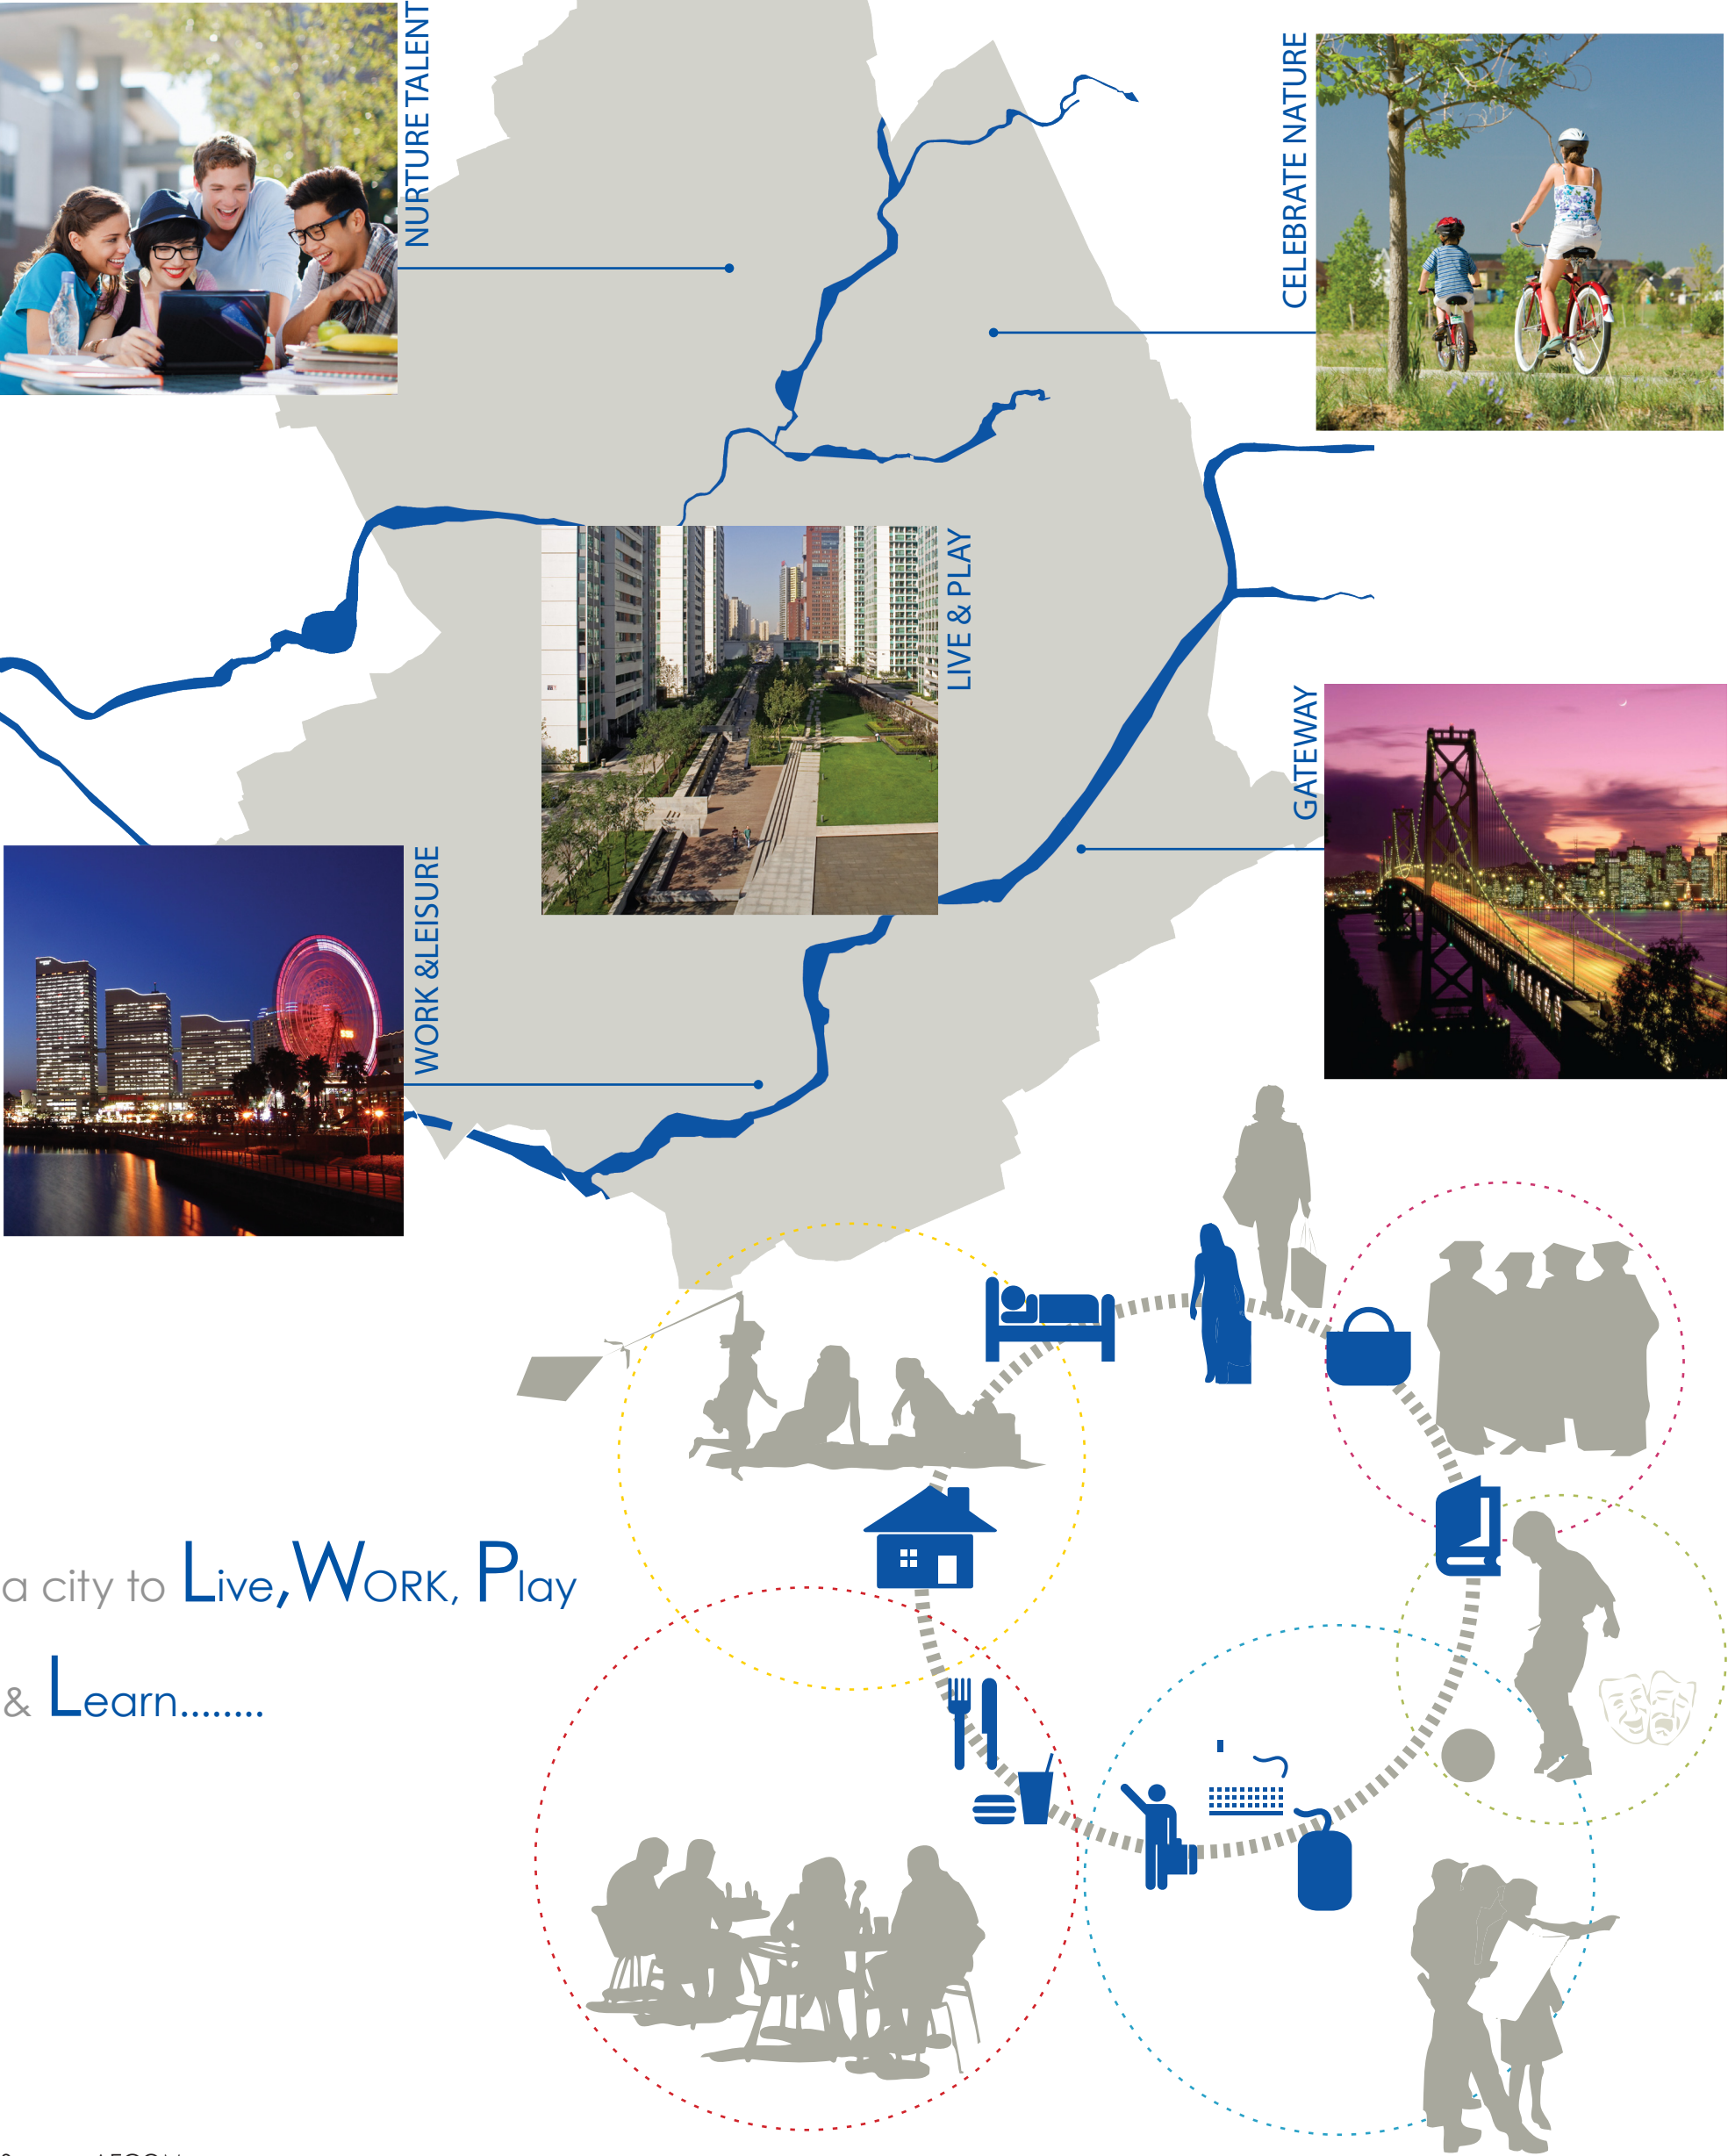 NURTURE TALENT
CELEBRATE NATURE
LIVE & PLAY
GATEWAY
WORK &LEISURE
a city to Live, WORK, Play
& Learn........